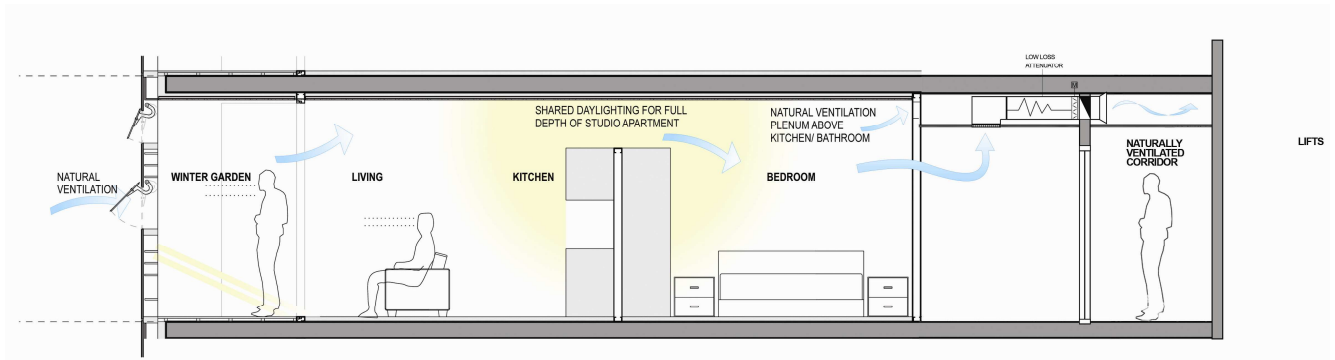 LOW LOSS
ATTENUATOR
SHARED DAYLIGHTING FOR FULL
DEPTH OF STUDIO APARTMENT
NATURAL VENTILATION
PLENUM ABOVE
KITCHEN/ BATHROOM
NATURALLY
VENTILATED
CORRIDOR
LIFTS
NATURAL
VENTILATION
WINTER GARDEN
LIVING
KITCHEN
BEDROOM